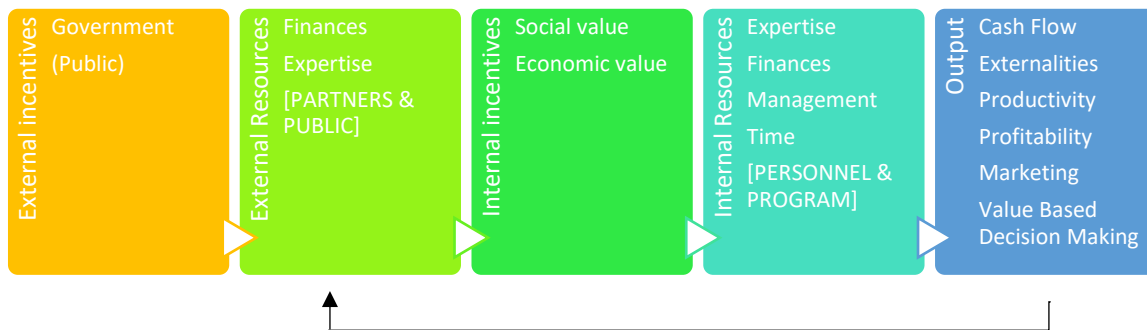 External incentives
Government
(Public)
External Resources
Finances
Expertise
[PARTNERS &
PUBLIC]
Internal incentives
Social value
Economic value
Internal Resources
Expertise
Finances
Management
Time
[PERSONNEL &
PROGRAM]
Output
Cash Flow
Externalities
Productivity
Profitability
Marketing
Value Based
Decision Making